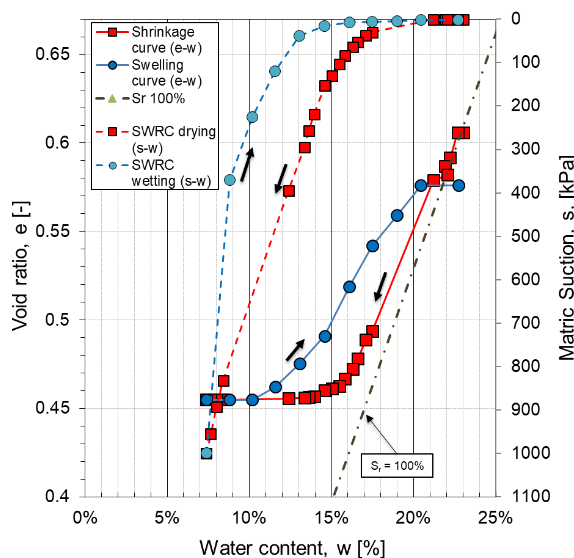 Shrinkage
curve (e-w)
Swelling
curve (e-w)
Sr 100%
SWRC drying
(s-w)
SWRC
wetting (s-w)
0.67
0.6
0.55
0.5
0.45
0.4
Void ratio, e [-]
0
100
200
300
400
500
600
700
800
900
1000
1100
Matric Suction, s, [kPa]
Sr = 100%
0%
5%
10%
15%
20%
25%
Water content, w [%]